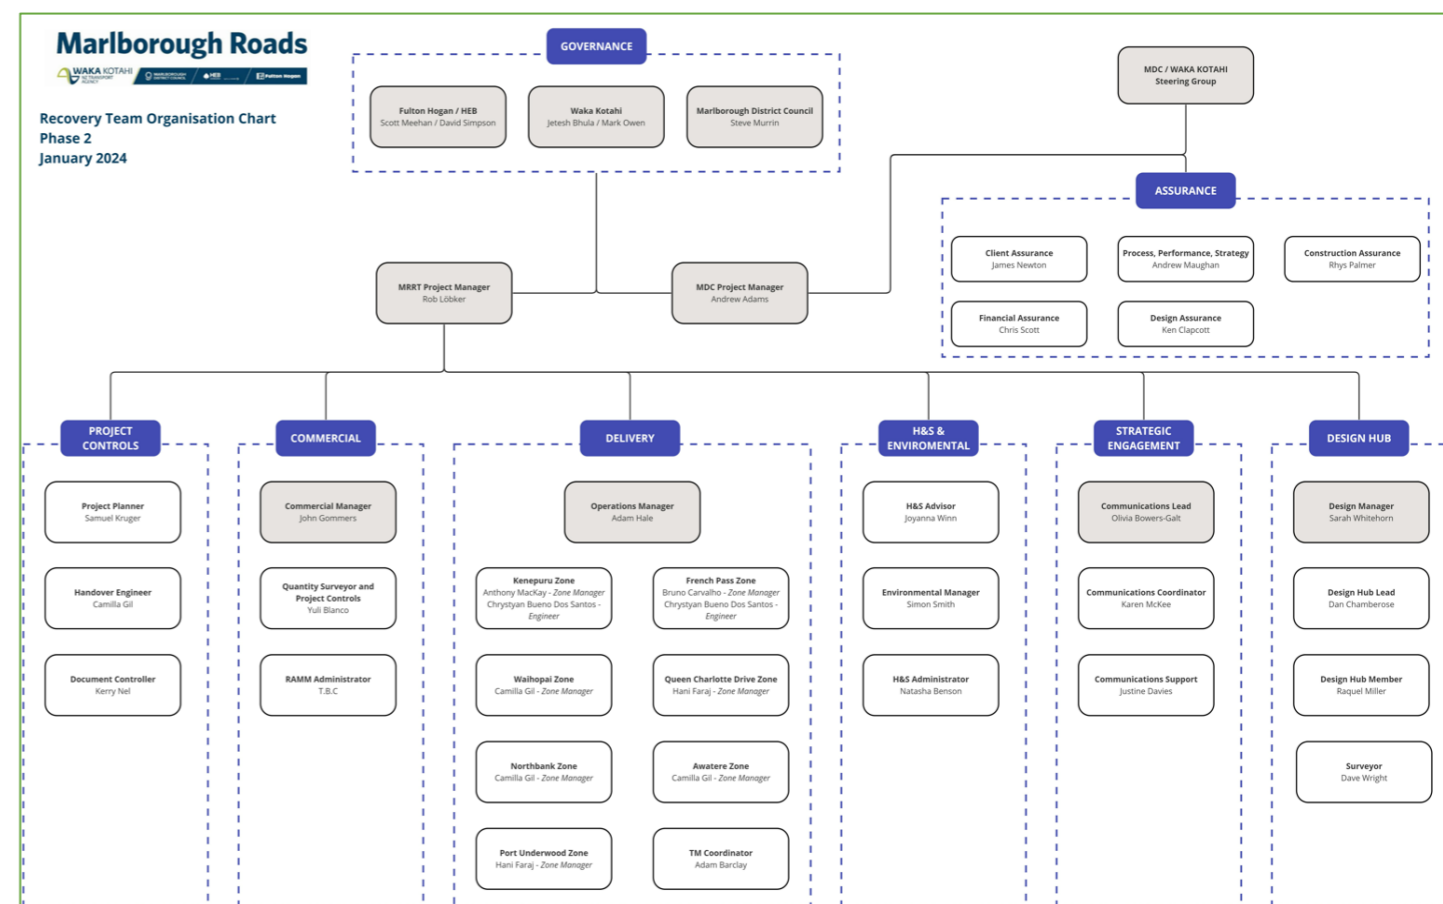 Marlborough Roads
WAKA KOTAHI
NZ TRANSPORT
AGENCY
MARLBOROUGH
DISTRICT COUNCIL
HEB
Fulton Hogan
Recovery Team Organisation Chart
Phase 2
January 2024
GOVERNANCE
Fulton Hogan / HEB
Scott Meehan / David Simpson
Waka Kotahi
Jetesh Bhula / Mark Owen
Marlborough District Council
Steve Murrin
MDC / WAKA KOTAHI
Steering Group
ASSURANCE
Client Assurance
James Newton
Process, Performance, Strategy
Andrew Maughan
Construction Assurance
Rhys Palmer
Financial Assurance
Chris Scott
Design Assurance
Ken Clapcott
MRRT Project Manager
Rob Löbker
MDC Project Manager
Andrew Adams
PROJECT
CONTROLS
Project Planner
Samuel Kruger
Handover Engineer
Camilla Gil
Document Controller
Kerry Nel
COMMERCIAL
Commercial Manager
John Gommers
Quantity Surveyor and
Project Controls
Yuli Blanco
RAMM Administrator
T.B.C
DELIVERY
Operations Manager
Adam Hale
Kenepuru Zone
Anthony MacKay - Zone Manager
Chrystyan Bueno Dos Santos -
Engineer
French Pass Zone
Bruno Carvalho - Zone Manager
Chrystyan Bueno Dos Santos -
Engineer
Waihopai Zone
Camilla Gil - Zone Manager
Queen Charlotte Drive Zone
Hani Faraj - Zone Manager
Northbank Zone
Camilla Gil - Zone Manager
Awatere Zone
Camilla Gil - Zone Manager
Port Underwood Zone
Hani Faraj - Zone Manager
TM Coordinator
Adam Barclay
H&S &
ENVIROMENTAL
H&S Advisor
Joyanna Winn
Environmental Manager
Simon Smith
H&S Administrator
Natasha Benson
STRATEGIC
ENGAGEMENT
Communications Lead
Olivia Bowers-Galt
Communications Coordinator
Karen McKee
Communications Support
Justine Davies
DESIGN HUB
Design Manager
Sarah Whitehorn
Design Hub Lead
Dan Chamberose
Design Hub Member
Raquel Miller
Surveyor
Dave Wright